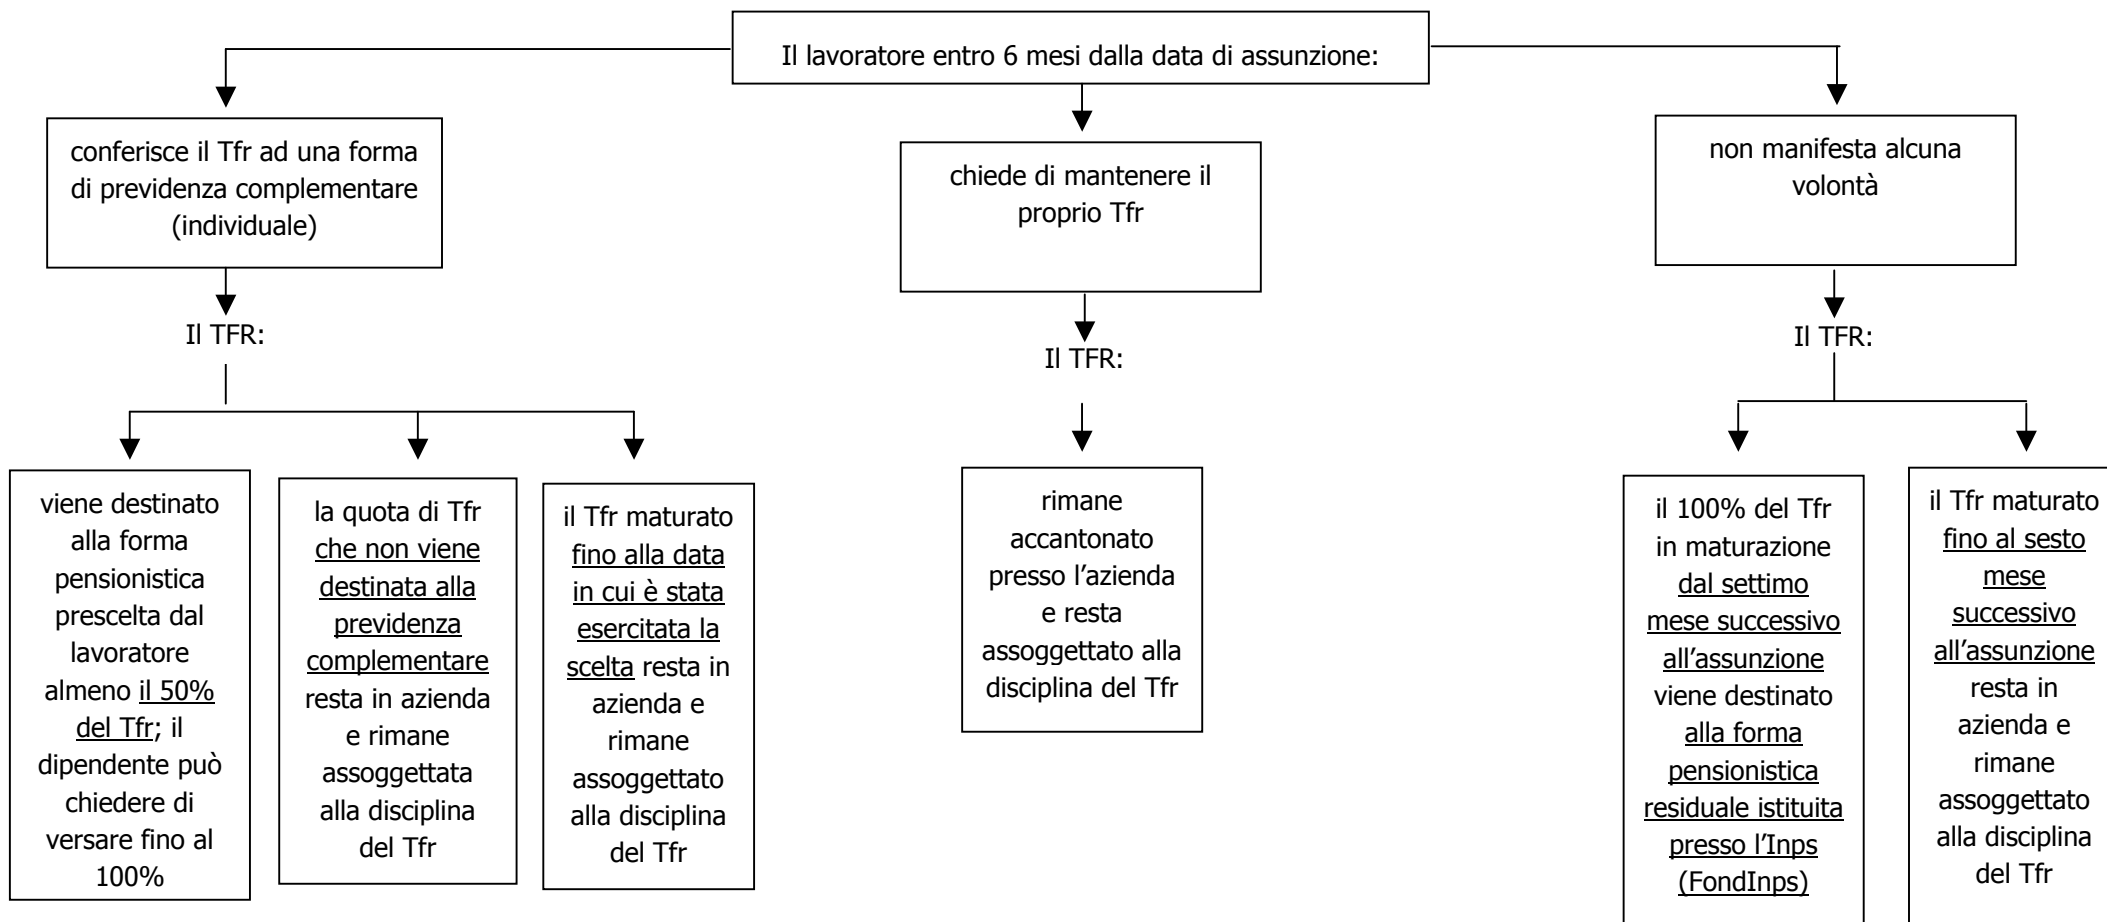 Il lavoratore entro 6 mesi dalla data di assunzione:
conferisce il Tfr ad una forma
di previdenza complementare
(individuale)
chiede di mantenere il
proprio Tfr
non manifesta alcuna
volontà
Il TFR:
Il TFR:
Il TFR:
viene destinato
alla forma
pensionistica
prescelta dal
lavoratore
almeno il 50%
del Tfr; il
dipendente può
chiedere di
versare fino al
100%
la quota di Tfr
che non viene
destinata alla
previdenza
complementare
resta in azienda
e rimane
assoggettata
alla disciplina
del Tfr
il Tfr maturato
fino alla data
in cui è stata
esercitata la
scelta resta in
azienda e
rimane
assoggettato
alla disciplina
del Tfr
rimane
accantonato
presso l'azienda
e resta
assoggettato alla
disciplina del Tfr
il 100% del Tfr
in maturazione
dal settimo
mese successivo
all'assunzione
viene destinato
alla forma
pensionistica
residuale istituita
presso l'Inps
(FondInps)
il Tfr maturato
fino al sesto
mese
successivo
all'assunzione
resta in
azienda e
rimane
assoggettato
alla disciplina
del Tfr